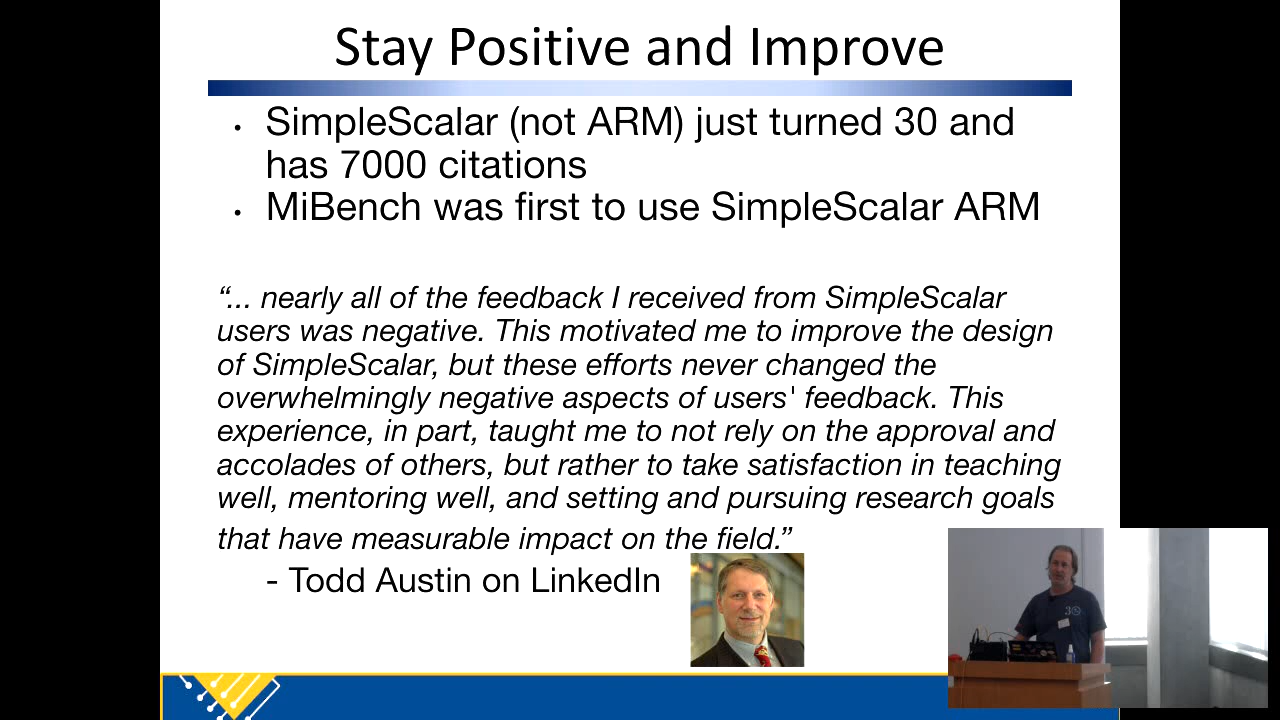 Stay Positive and Improve
• SimpleScalar (not ARM) just turned 30 and
has 7000 citations
• MiBench was first to use SimpleScalar ARM
“... nearly all of the feedback I received from SimpleScalar
users was negative. This motivated me to improve the design
of SimpleScalar, but these efforts never changed the
overwhelmingly negative aspects of users' feedback. This
experience, in part, taught me to not rely on the approval and
accolades of others, but rather to take satisfaction in teaching
well, mentoring well, and setting and pursuing research goals
that have measurable impact on the field.”
- Todd Austin on LinkedIn